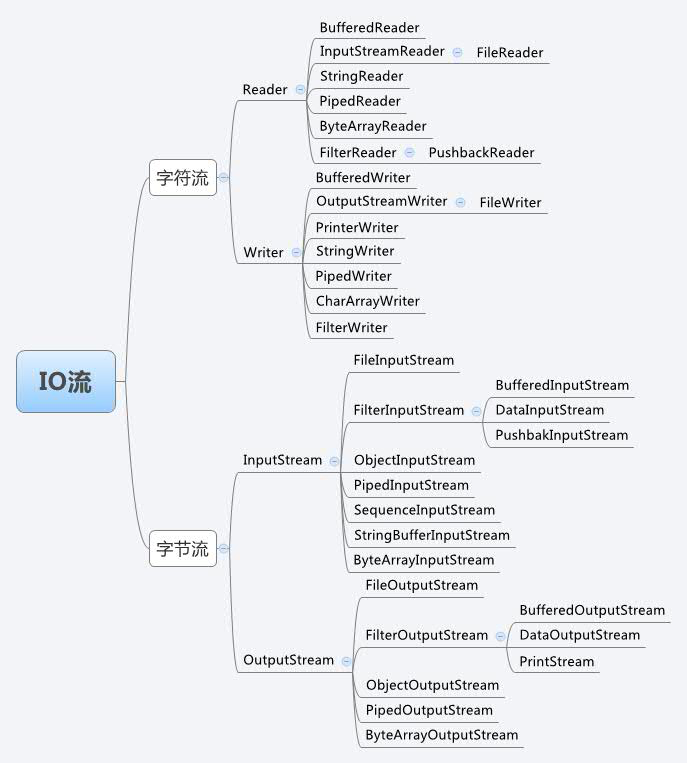 IO流
字符流
Reader
BufferedReader
InputStreamReader
FileReader
StringReader
PipedReader
ByteArrayReader
FilterReader
PushbackReader
Writer
BufferedWriter
OutputStreamWriter
FileWriter
PrinterWriter
StringWriter
PipedWriter
CharArrayWriter
FilterWriter
字节流
InputStream
FileInputStream
FilterInputStream
BufferedInputStream
DataInputStream
PushbakInputStream
ObjectInputStream
PipedInputStream
SequenceInputStream
StringBufferInputStream
ByteArrayInputStream
OutputStream
FileOutputStream
FilterOutputStream
BufferedOutputStream
DataOutputStream
PrintStream
ObjectOutputStream
PipedOutputStream
ByteArrayOutputStream